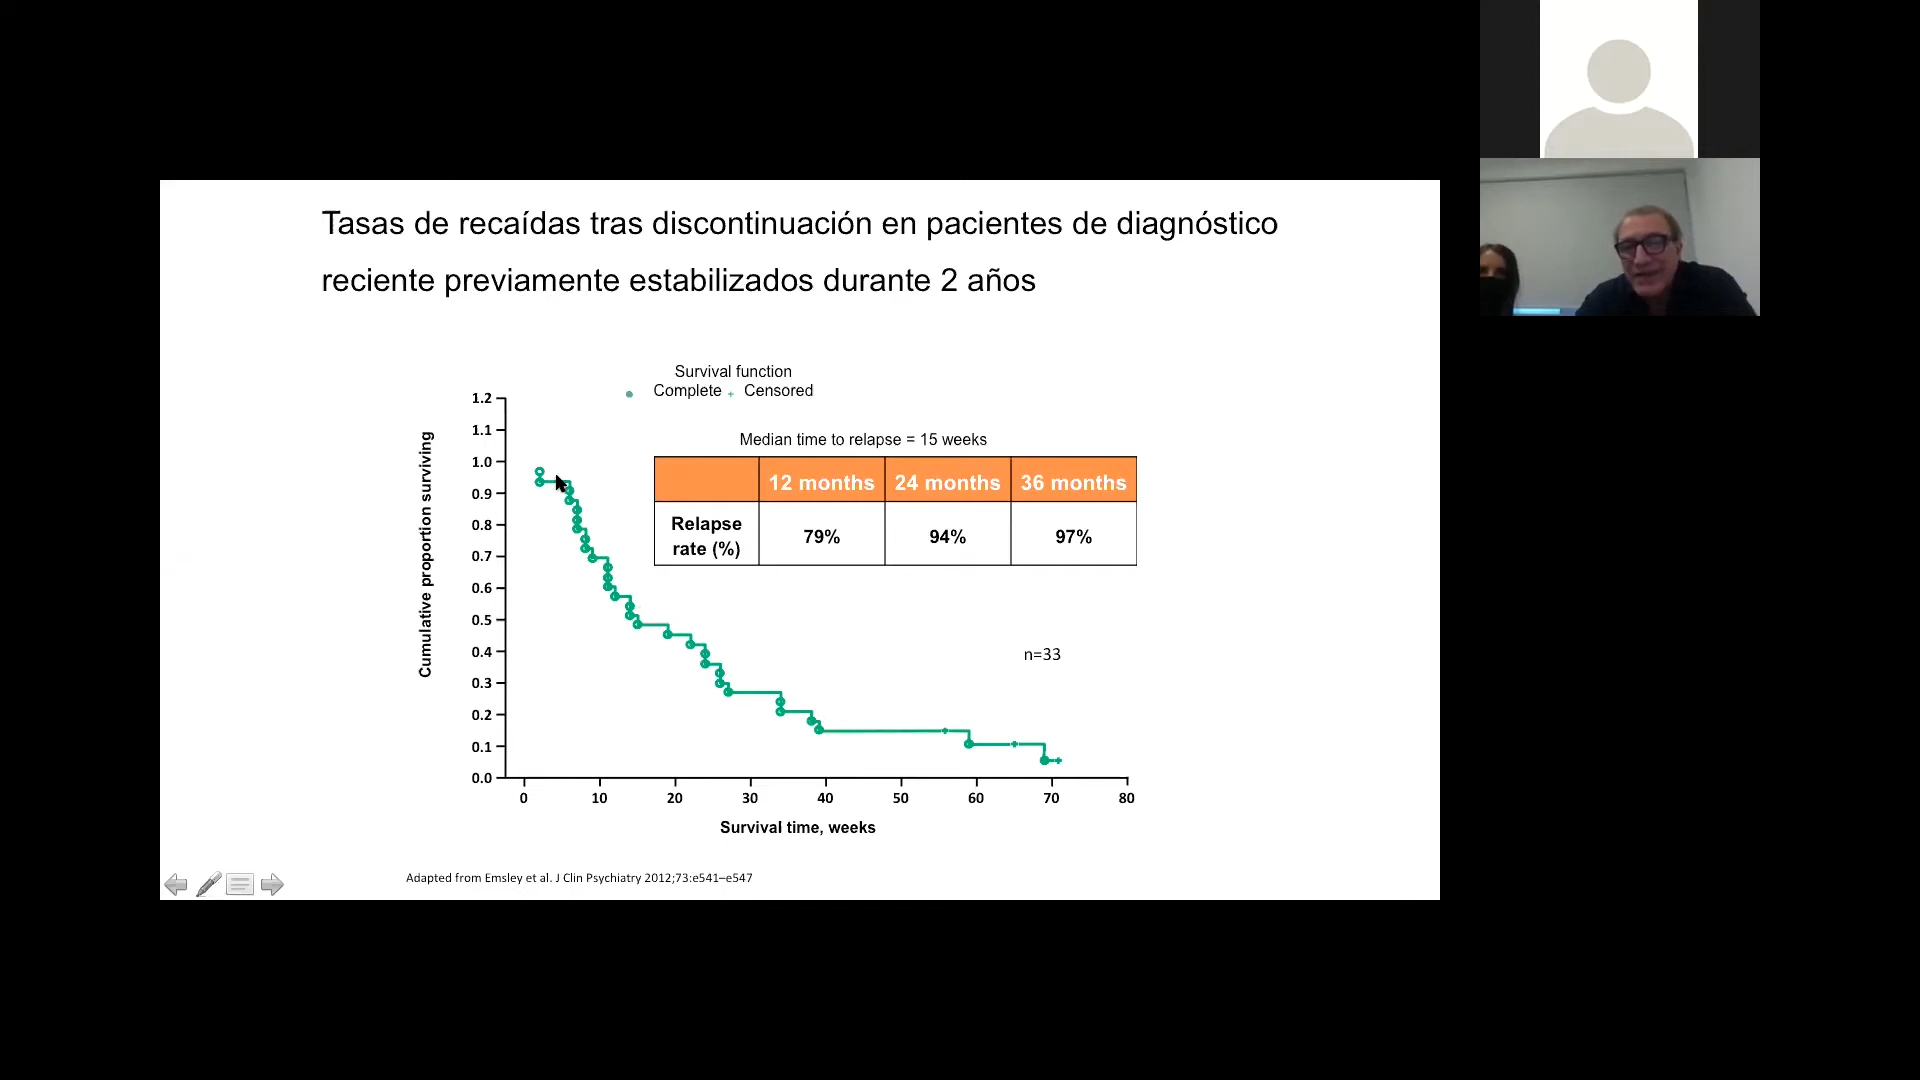 Tasas de recaídas tras discontinuación en pacientes de diagnóstico
reciente previamente estabilizados durante 2 años
Survival function
Complete + Censored
Median time to relapse = 15 weeks
12 months 24 months 36 months
Relapse
rate (%) 79% 94% 97%
n=33
Cumulative proportion surviving
1.2
1.1
1.0
0.9
0.8
0.7
0.6
0.5
0.4
0.3
0.2
0.1
0.0
0 10 20 30 40 50 60 70 80
Survival time, weeks
Adapted from Emsley et al. J Clin Psychiatry 2012;73:e541–e547